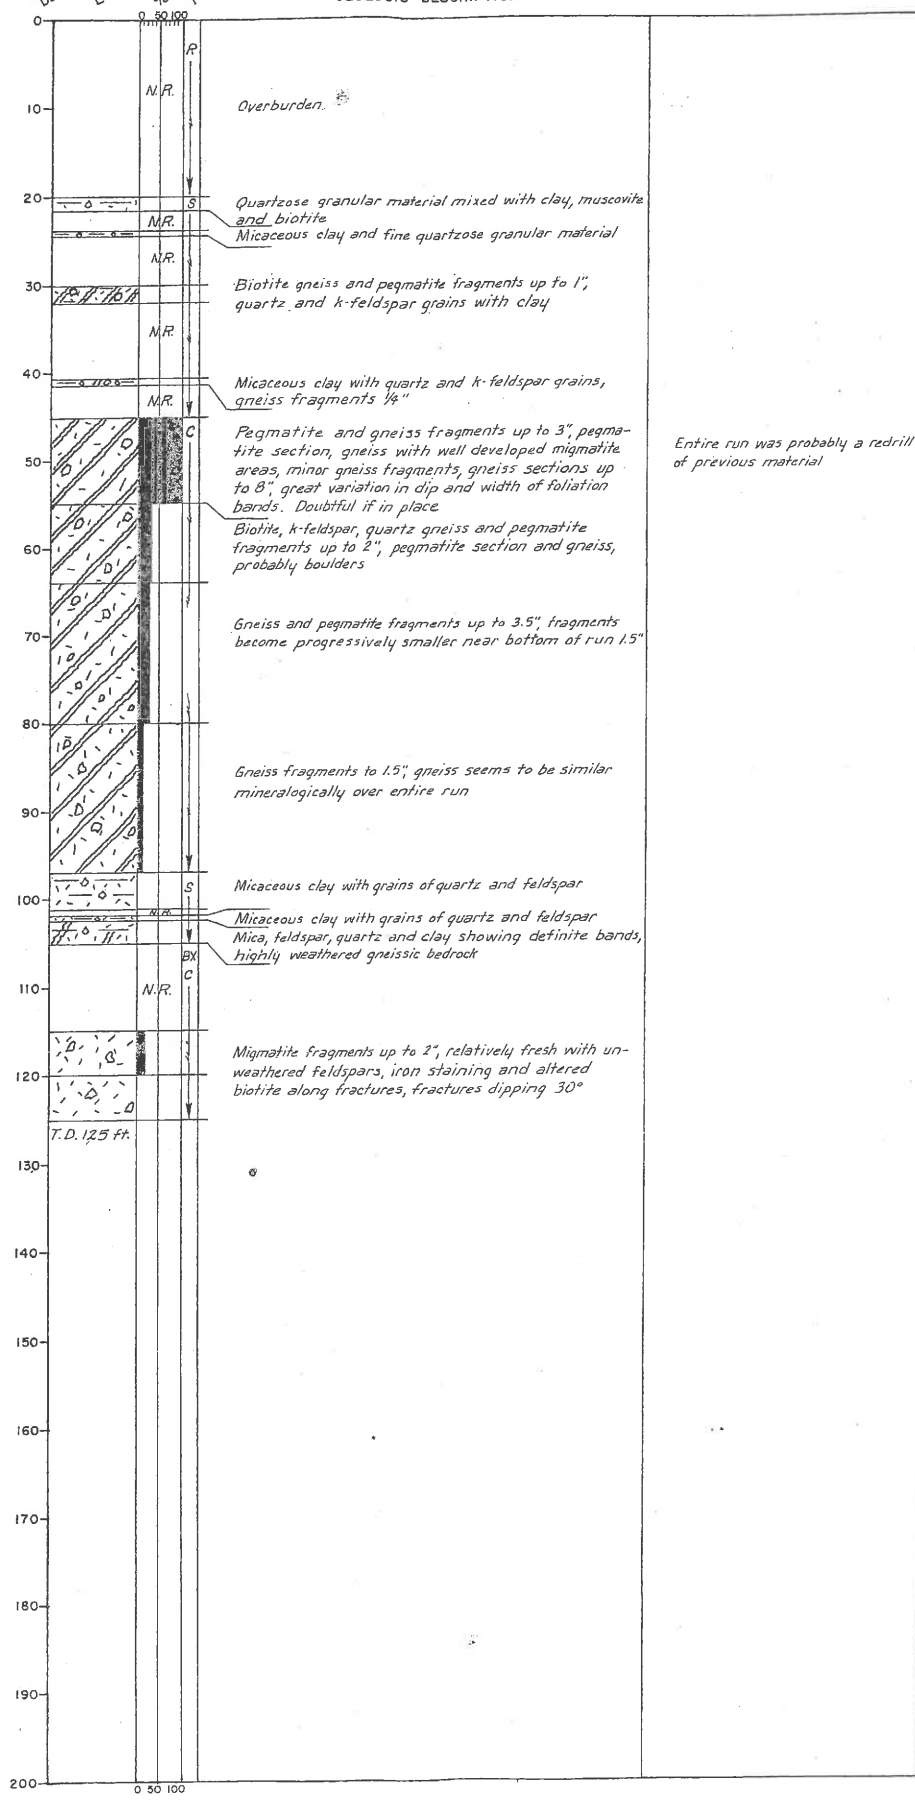 0 50 100
0
R
N.R.
10
Overburden.
20
S
Quartzose granular material mixed with clay, muscovite
and biotite
N.R.
Micaceous clay and fine quartzose granular material
N.R.
30
Biotite gneiss and pegmatite fragments up to 1",
quartz and k-feldspar grains with clay
N.R.
40
Micaceous clay with quartz and k-feldspar grains,
gneiss fragments 1/4"
N.R.
C
Pegmatite and gneiss fragments up to 3", pegma-
tite section, gneiss with well developed migmatite
areas, minor gneiss fragments, gneiss sections up
to 8", great variation in dip and width of foliation
bands. Doubtful if in place
Entire run was probably a redrill
of previous material
50
Biotite, k-feldspar, quartz gneiss and pegmatite
fragments up to 2", pegmatite section and gneiss,
probably boulders
60
Gneiss and pegmatite fragments up to 3.5", fragments
become progressively smaller near bottom of run 1.5"
70
80
Gneiss fragments to 1.5", gneiss seems to be similar
mineralogically over entire run
90
S
Micaceous clay with grains of quartz and feldspar
100
N.R.
Micaceous clay with grains of quartz and feldspar
Mica, feldspar, quartz and clay showing definite bands,
highly weathered gneissic bedrock
BX
C
110
N.R.
Migmatite fragments up to 2", relatively fresh with un-
weathered feldspars, iron staining and altered
biotite along fractures, fractures dipping 30°
120
T.D. 125 ft.
130
140
150
160
170
180
190
200
0 50 100